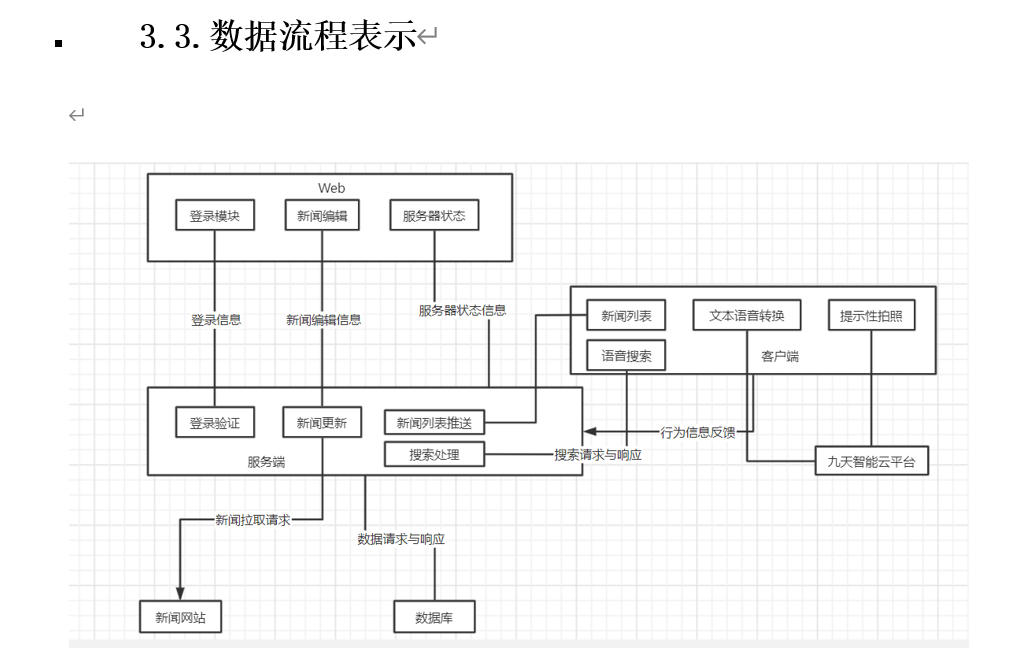 3.3.数据流程表示
Web
登录模块
新闻编辑
服务器状态
登录信息
新闻编辑信息
服务器状态信息
新闻列表
文本语音转换
提示性拍照
语音搜索
客户端
登录验证
新闻更新
新闻列表推送
搜索处理
服务端
行为信息反馈
搜索请求与响应
九天智能云平台
新闻拉取请求
数据请求与响应
新闻网站
数据库